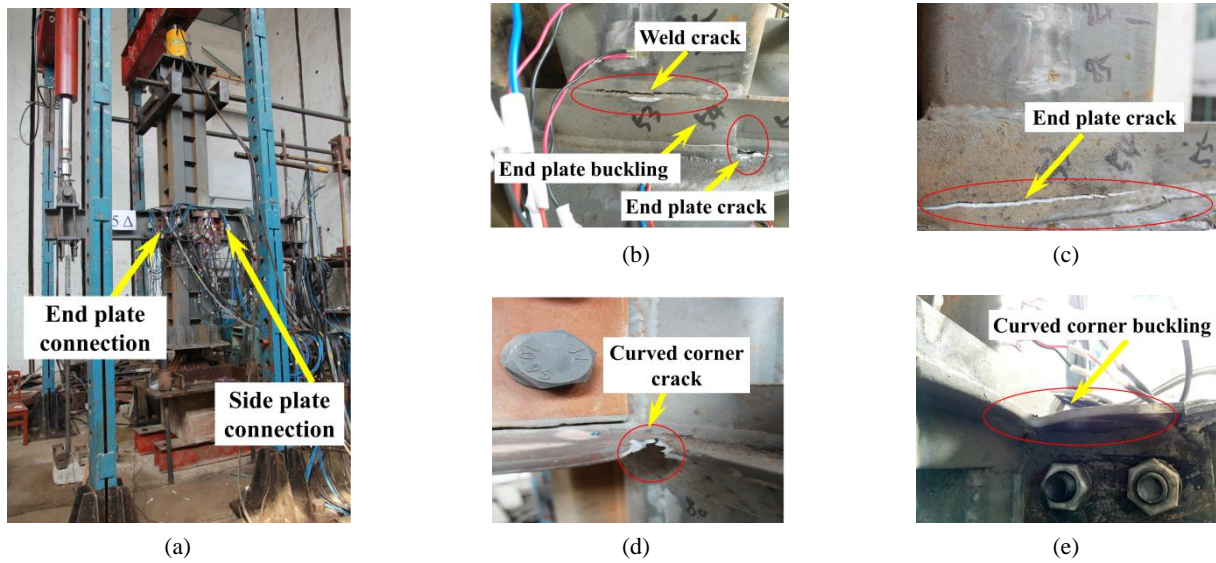 5 Δ
End plate
connection
Side plate
connection
(a)
Weld crack
End plate buckling
End plate crack
(b)
End plate crack
(c)
Curved corner
crack
(d)
Curved corner buckling
(e)